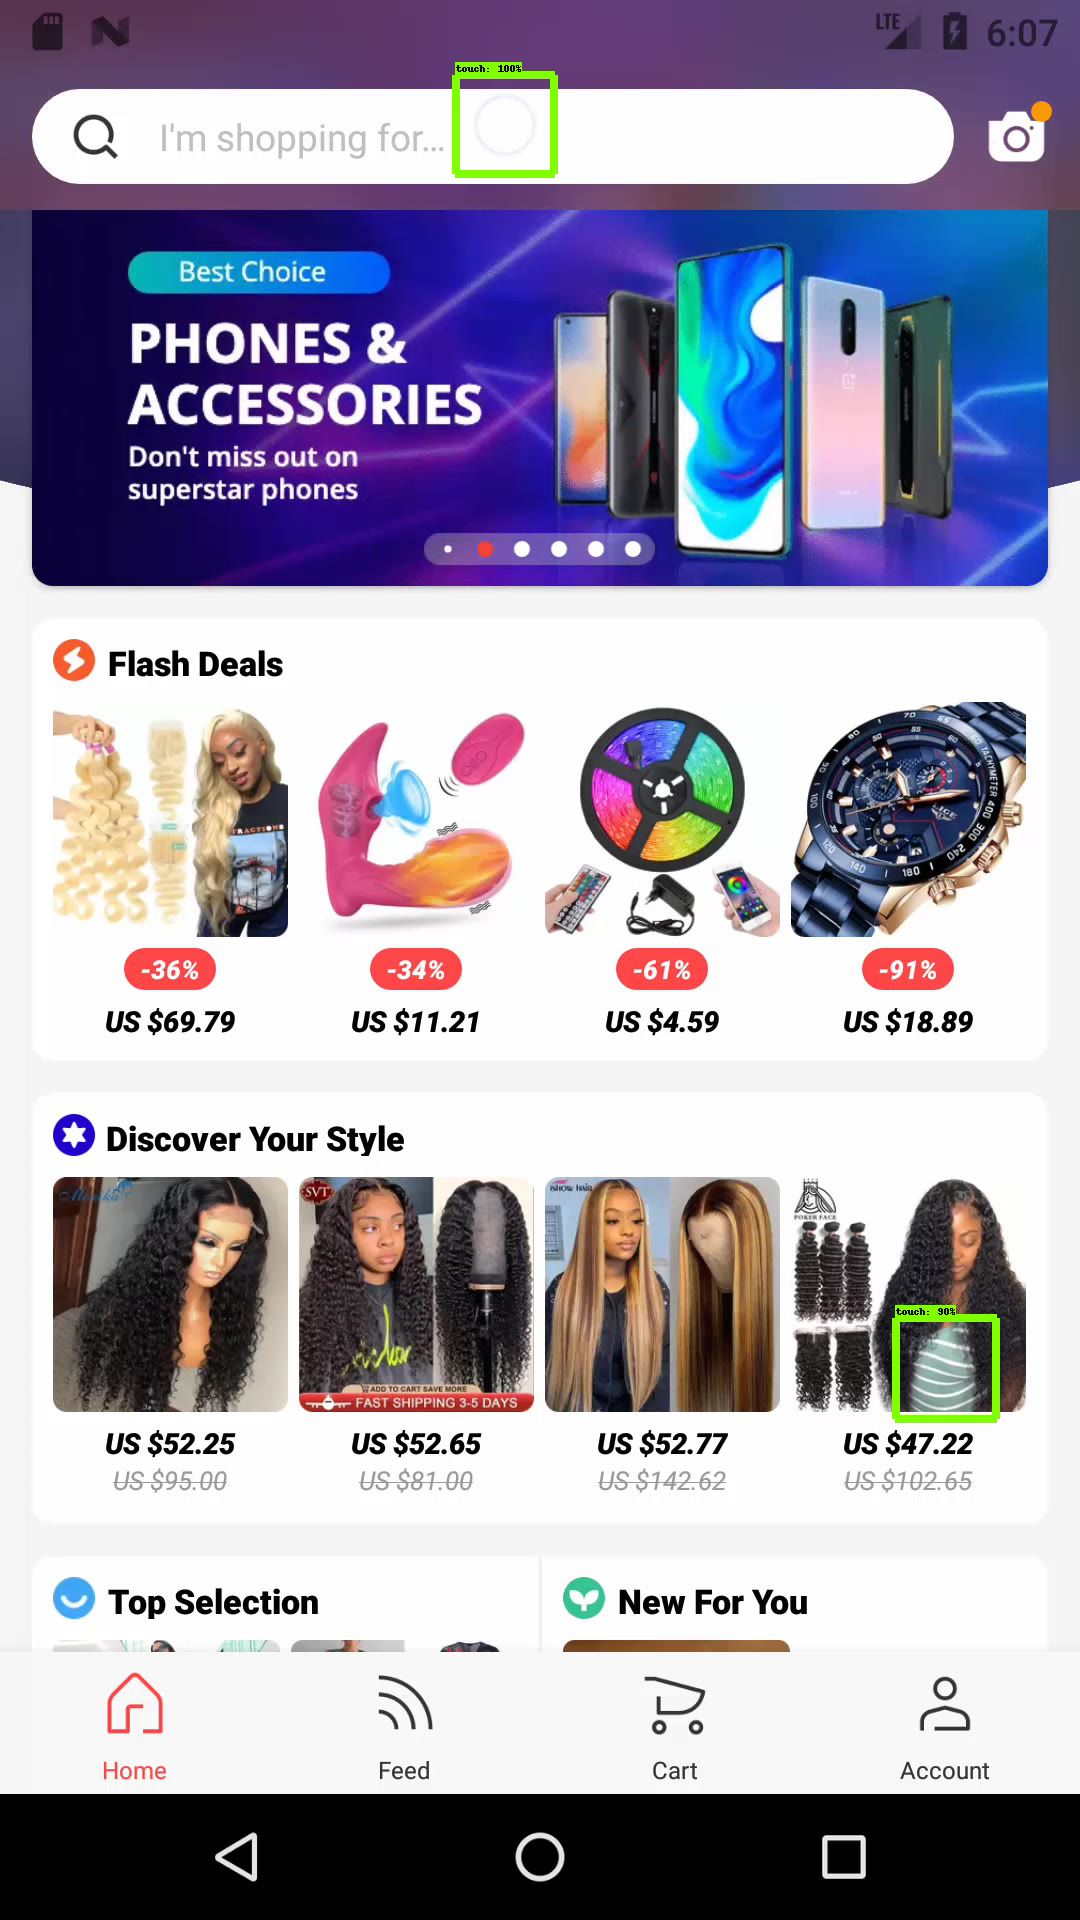 LTE 6:07
touch: 100%
I'm shopping for...
Best Choice
PHONES &
ACCESSORIES
Don't miss out on
superstar phones
Flash Deals
-36% -34% -61% -91%
US $69.79 US $11.21 US $4.59 US $18.89
Discover Your Style
SVT
ISHOW HAIR
POKER FACE
touch: 90%
ADD TO CART SAVE MORE
FAST SHIPPING 3-5 DAYS
US $52.25 US $52.65 US $52.77 US $47.22
US $95.00 US $81.00 US $142.62 US $102.65
Top Selection New For You
Home Feed Cart Account